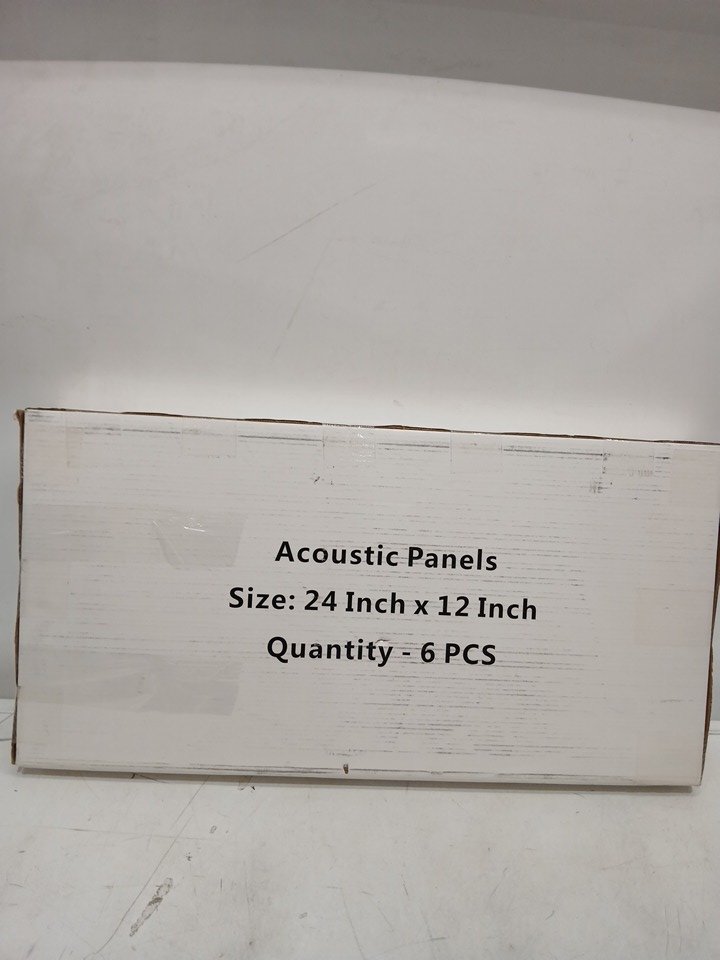 Acoustic Panels
Size: 24 Inch x 12 Inch
Quantity - 6 PCS